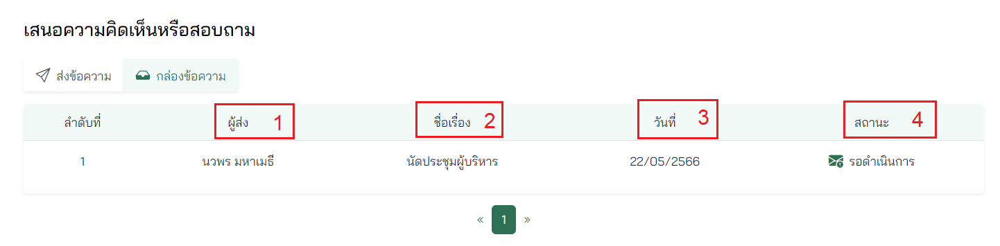 เสนอความคิดเห็นหรือสอบถาม
ส่งข้อความ กล่องข้อความ
ลำดับที่ ผู้ส่ง 1 ชื่อเรื่อง 2 วันที่ 3 สถานะ 4
1 นวพร มหาเมธี นัดประชุมผู้บริหาร 22/05/2566 รอดำเนินการ
« 1 »